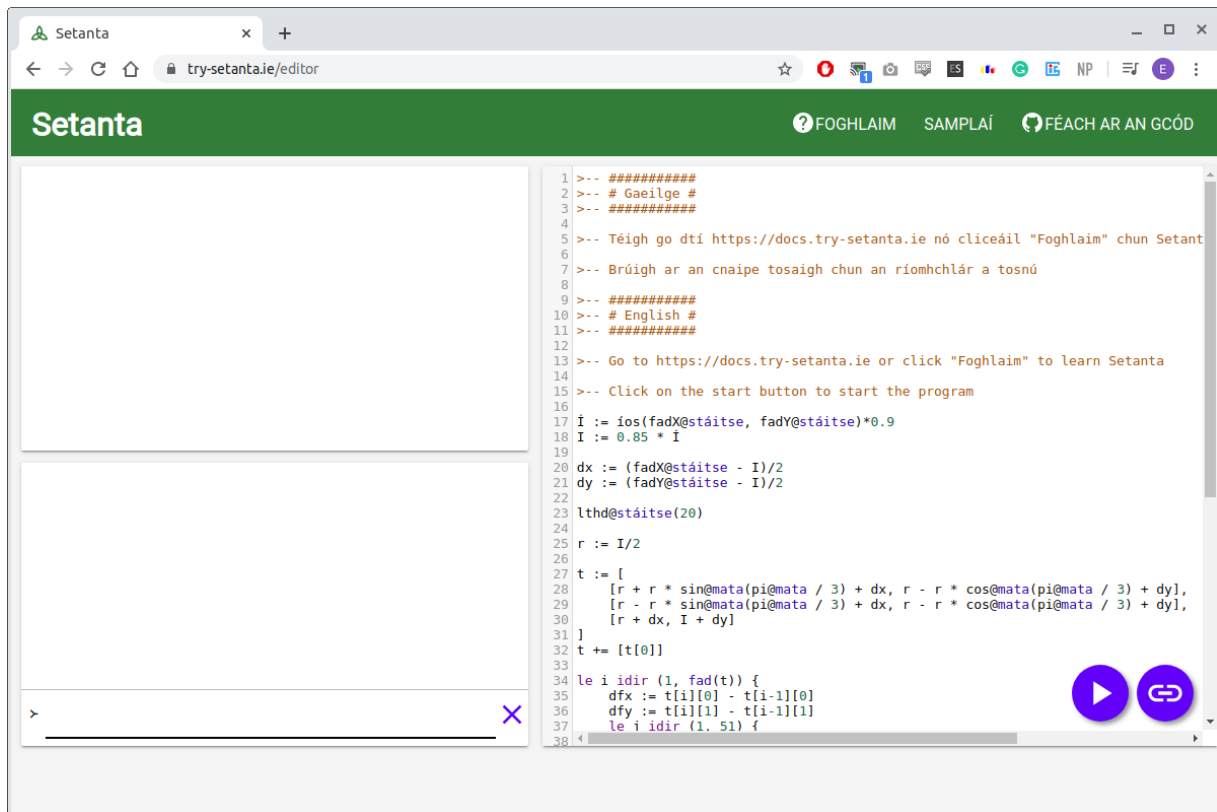 Setanta
try-setanta.ie/editor
1
ES
NP
E
Setanta
? FOGHLAIM SAMPLAÍ FÉACH AR AN GCÓD
1 >-- ###########
2 >-- # Gaeilge #
3 >-- ###########
4
5 >-- Téigh go dtí https://docs.try-setanta.ie nó cliceáil "Foghlaim" chun Setant
6
7 >-- Brúigh ar an cnaipe tosaigh chun an ríomhchlár a tosnú
8
9 >-- ###########
10 >-- # English #
11 >-- ###########
12
13 >-- Go to https://docs.try-setanta.ie or click "Foghlaim" to learn Setanta
14
15 >-- Click on the start button to start the program
16
17 Í := íos(fadX@stáitse, fadY@stáitse)*0.9
18 I := 0.85 * Í
19
20 dx := (fadX@stáitse - I)/2
21 dy := (fadY@stáitse - I)/2
22
23 lthd@stáitse(20)
24
25 r := I/2
26
27 t := [
28     [r + r * sin@mata(pi@mata / 3) + dx, r - r * cos@mata(pi@mata / 3) + dy],
29     [r - r * sin@mata(pi@mata / 3) + dx, r - r * cos@mata(pi@mata / 3) + dy],
30     [r + dx, I + dy]
31 ]
32 t += [t[0]]
33
34 le i idir (1, fad(t)) {
35     dfx := t[i][0] - t[i-1][0]
36     dfy := t[i][1] - t[i-1][1]
37     le j idir (1, 51) {
38